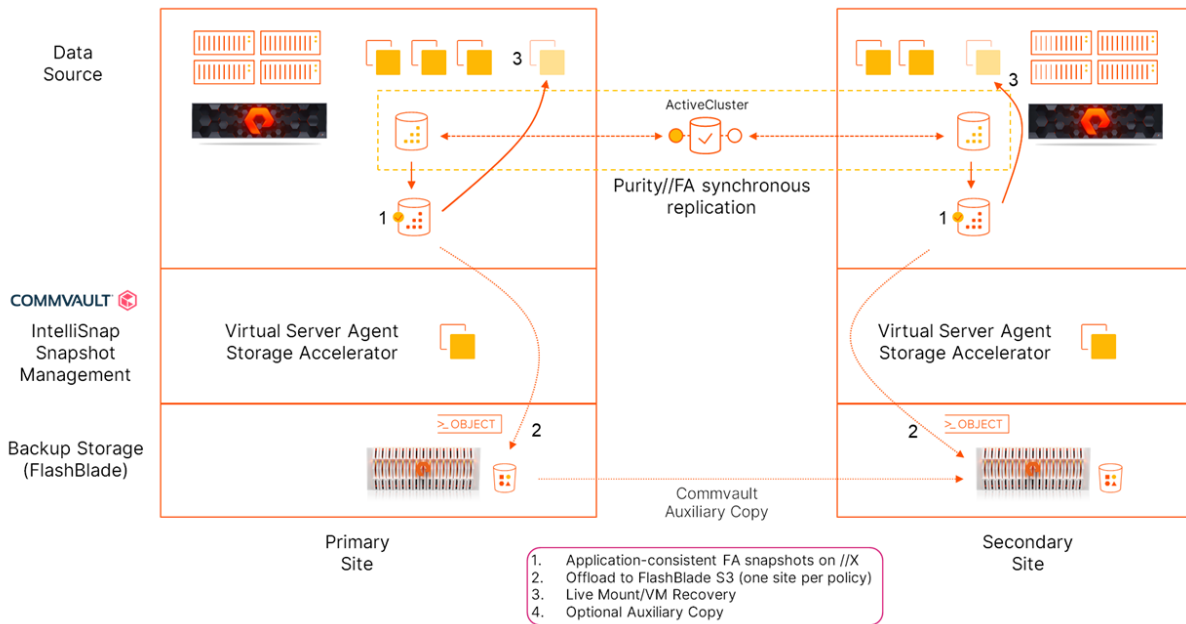 Data
Source
3
3
ActiveCluster
Purity//FA synchronous
replication
1
1
COMMVAULT
IntelliSnap
Snapshot
Management
Virtual Server Agent
Storage Accelerator
Virtual Server Agent
Storage Accelerator
Backup Storage
(FlashBlade)
>_ OBJECT
2
>_ OBJECT
2
Commvault
Auxiliary Copy
Primary
Site
Secondary
Site
1. Application-consistent FA snapshots on //X
2. Offload to FlashBlade S3 (one site per policy)
3. Live Mount/VM Recovery
4. Optional Auxiliary Copy